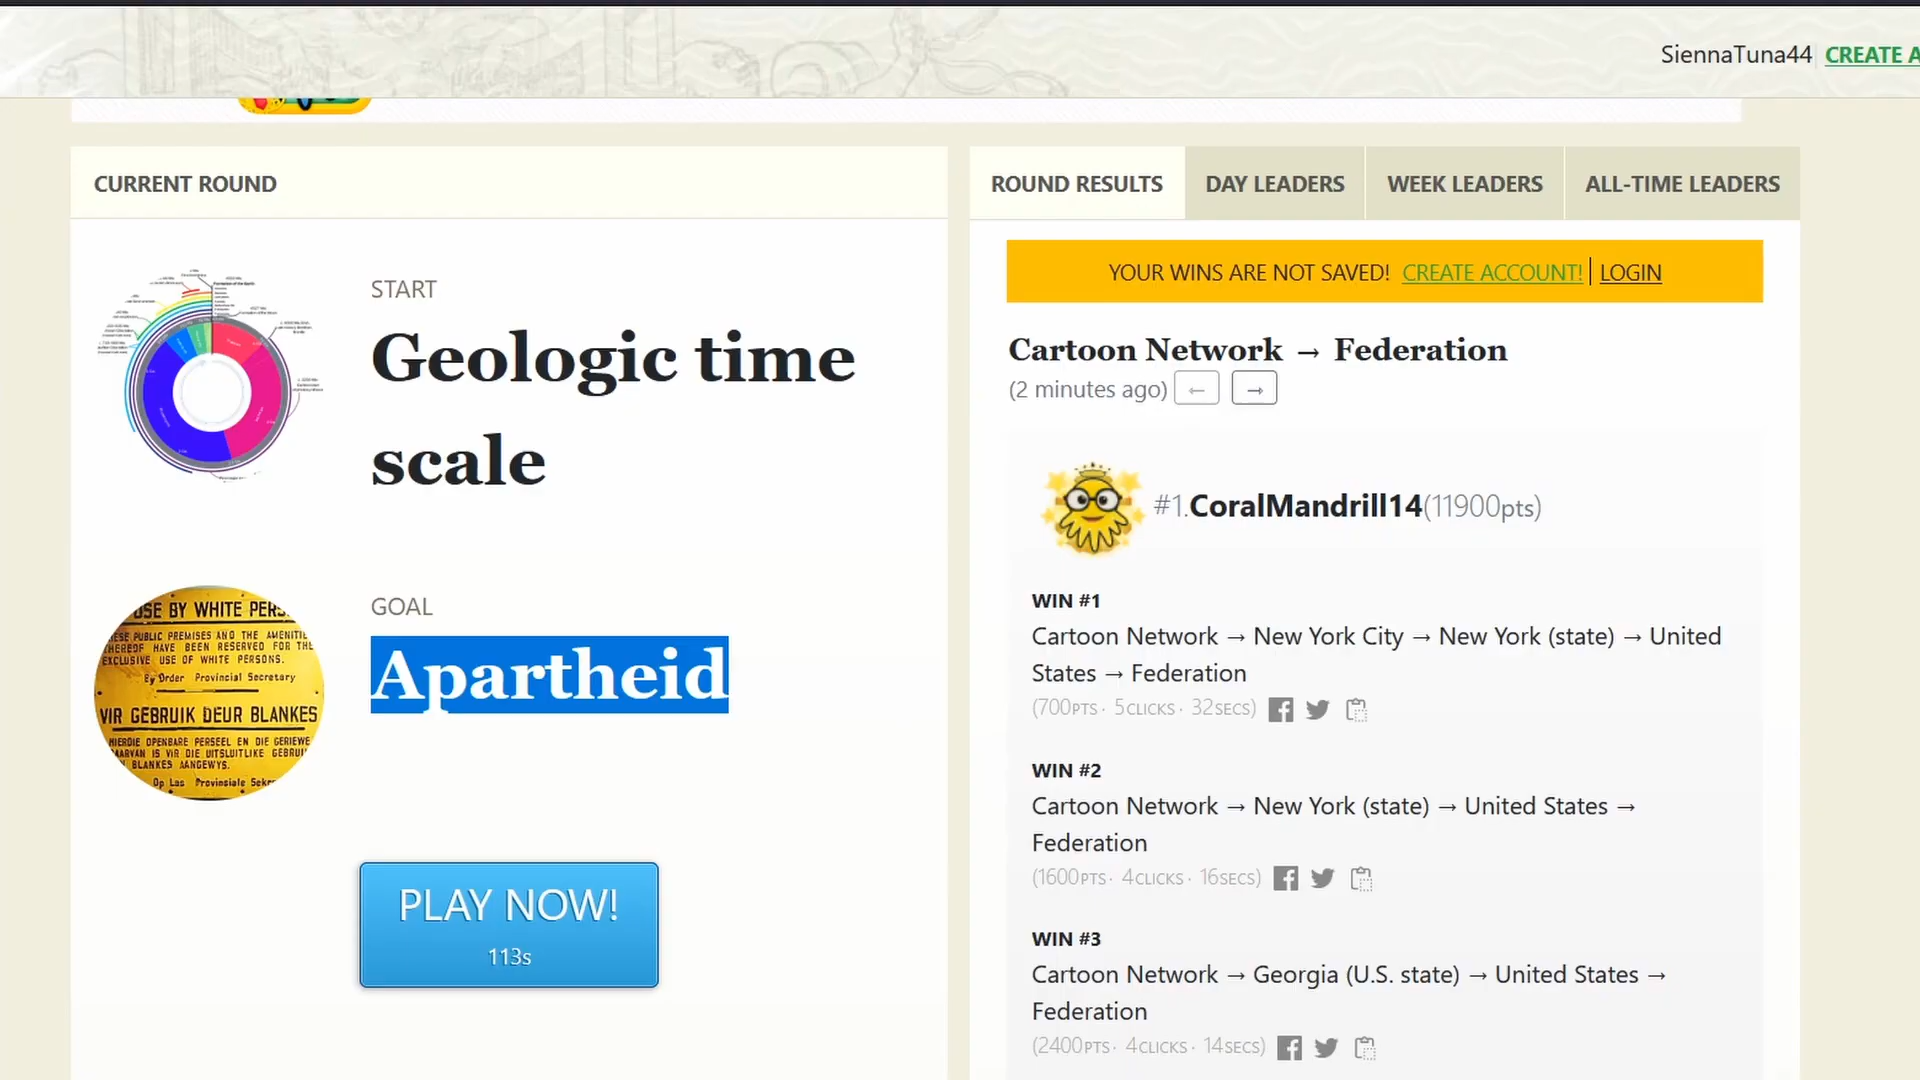 SiennaTuna44 CREATE A
CURRENT ROUND
START
Geologic time
scale
GOAL
Apartheid
USE BY WHITE PERS
THESE PUBLIC PREMISES AND THE AMENITI
THEREOF HAVE BEEN RESERVED FOR THE
EXCLUSIVE USE OF WHITE PERSONS.
By Order Provincial Secretary
VIR GEBRUIK DEUR BLANKES
HIERDIE OPENBARE PERSEEL EN DIE GERIEWE
DAARVAN IS VIR DIE UITSLUITLIKE GEBRUI
BLANKES AANGEWYS.
Op Las Provinsiale Sekr
PLAY NOW!
113s
ROUND RESULTS DAY LEADERS WEEK LEADERS ALL-TIME LEADERS
YOUR WINS ARE NOT SAVED! CREATE ACCOUNT! | LOGIN
Cartoon Network → Federation
(2 minutes ago) ← →
#1.CoralMandrill14(11900pts)
WIN #1
Cartoon Network → New York City → New York (state) → United
States → Federation
(700PTS · 5CLICKS · 32SECS)
WIN #2
Cartoon Network → New York (state) → United States →
Federation
(1600PTS · 4CLICKS · 16SECS)
WIN #3
Cartoon Network → Georgia (U.S. state) → United States →
Federation
(2400PTS · 4CLICKS · 14SECS)